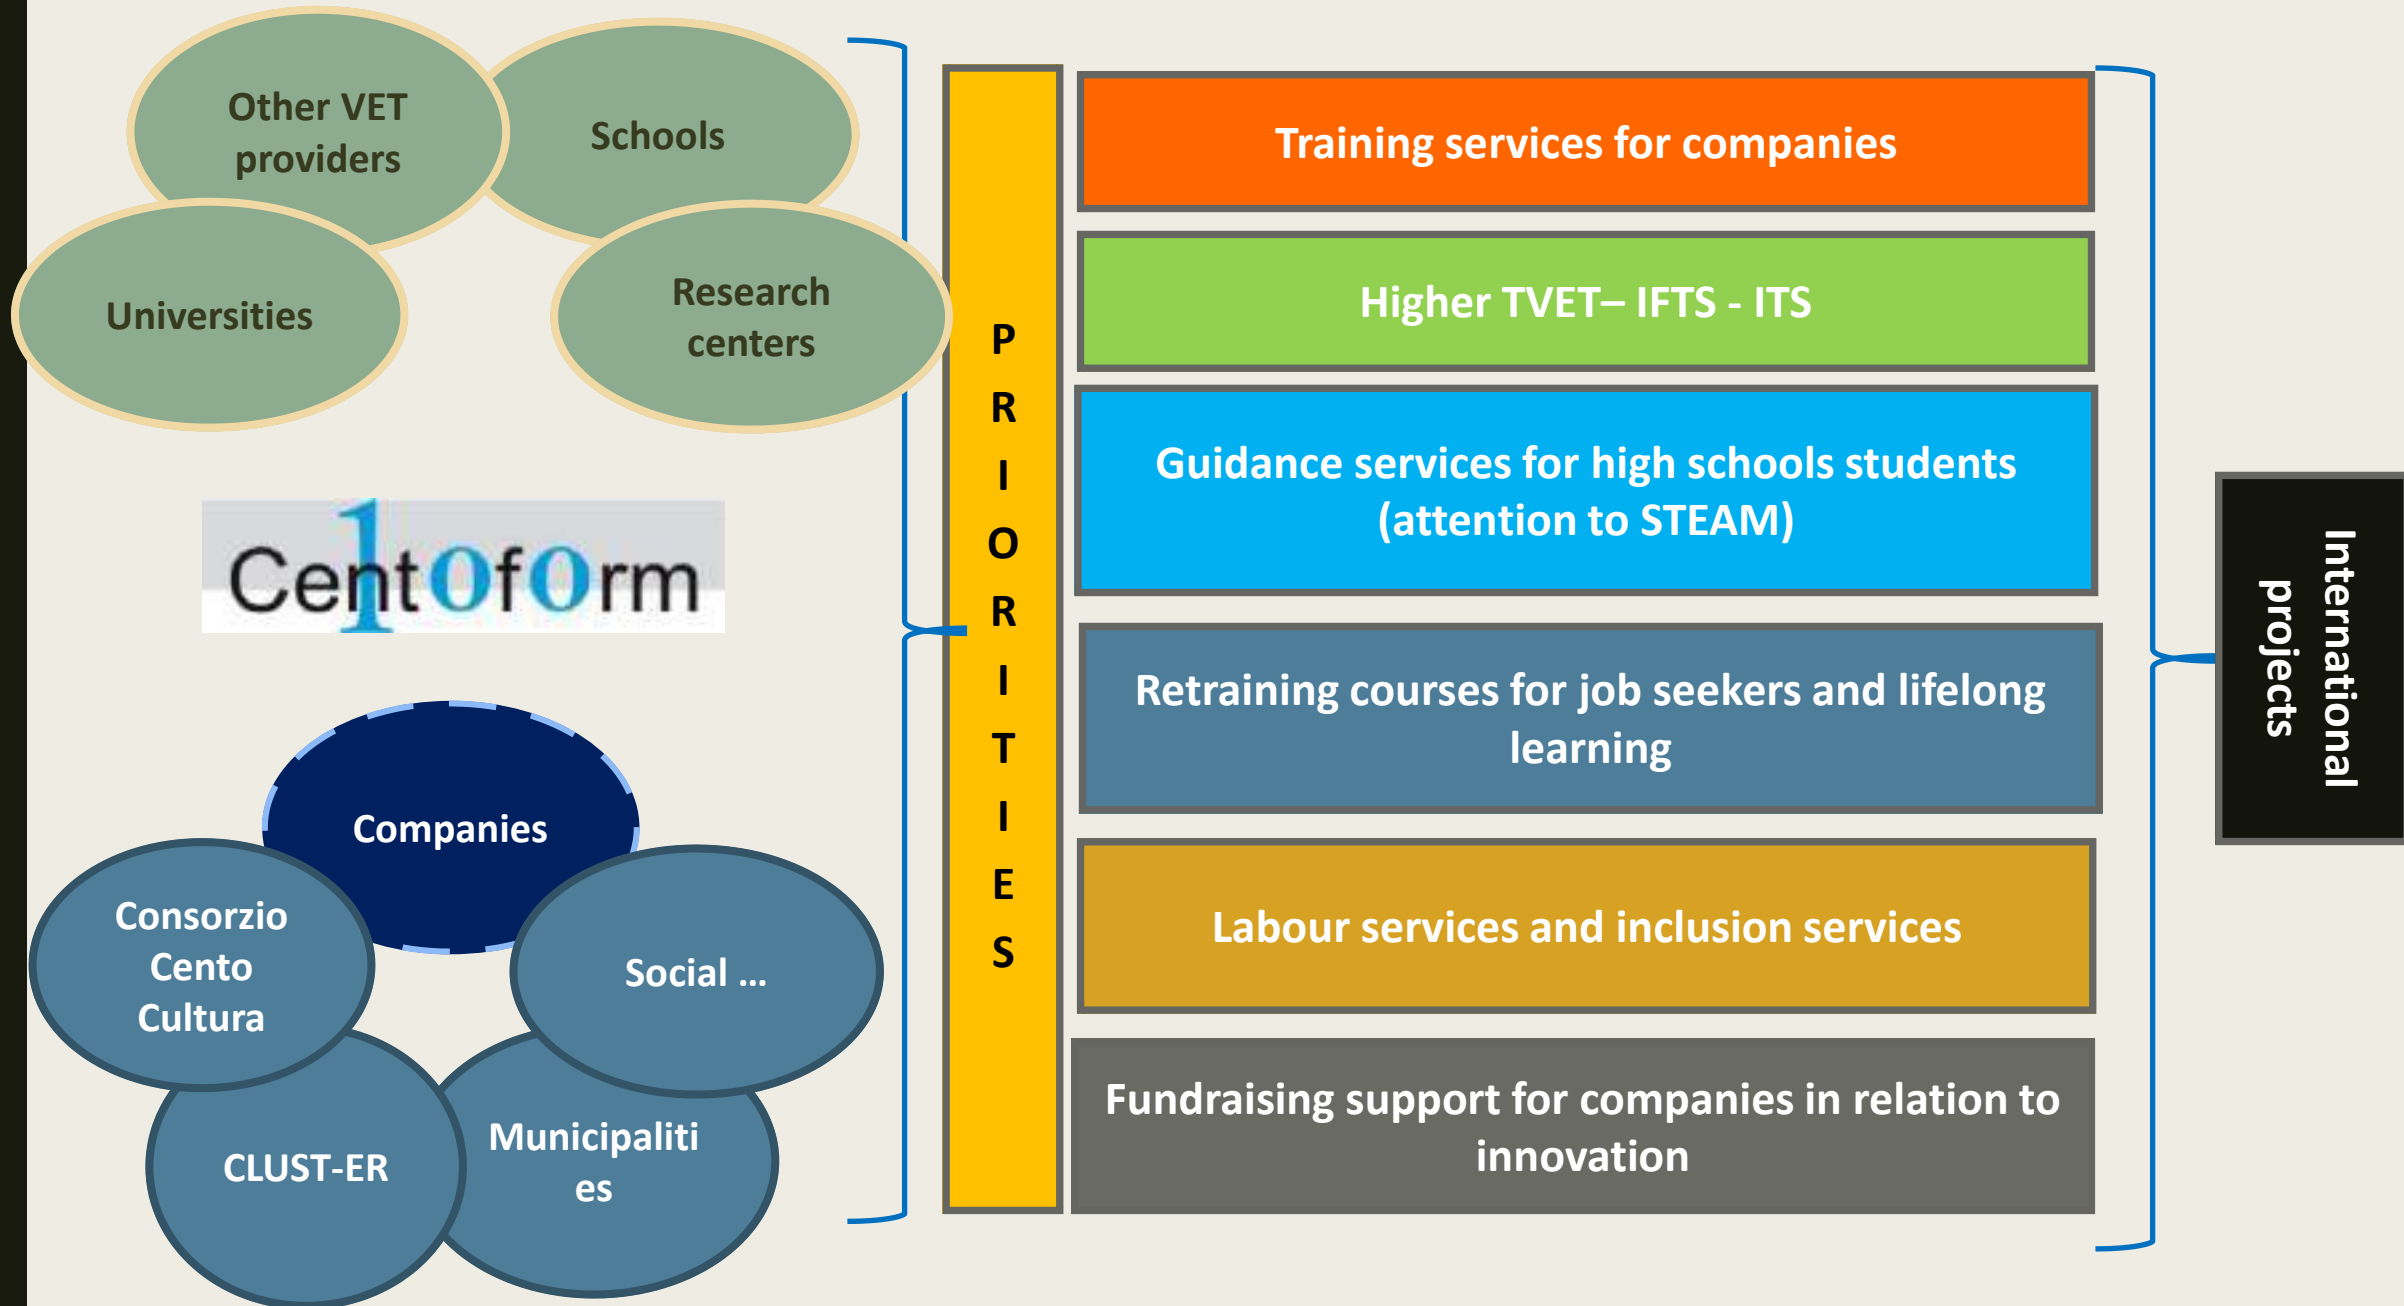 Other VET
providers
Schools
Universities
Research
centers
Cent1oform
Companies
Consorzio
Cento
Cultura
Social ...
CLUST-ER
Municipaliti
es
P
R
I
O
R
I
T
I
E
S
Training services for companies
Higher TVET– IFTS - ITS
Guidance services for high schools students
(attention to STEAM)
Retraining courses for job seekers and lifelong
learning
Labour services and inclusion services
Fundraising support for companies in relation to
innovation
International
projects